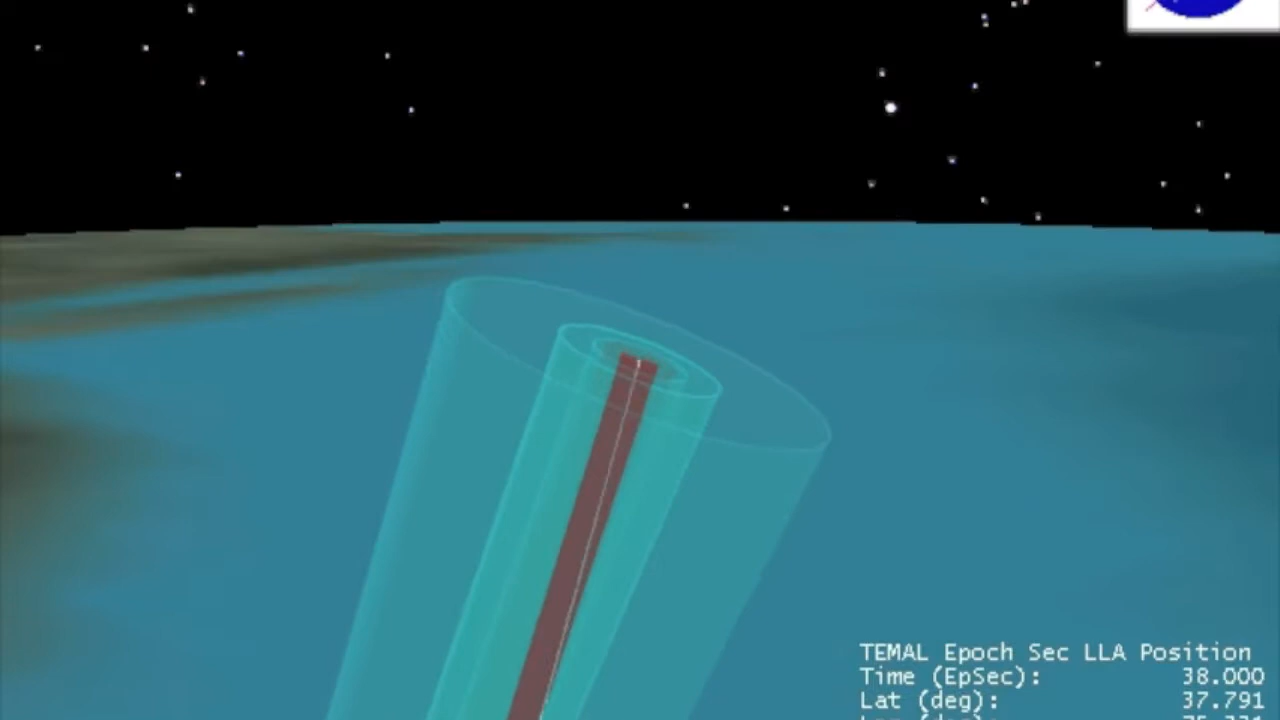 TEMAL Epoch Sec LLA Position
Time (EpSec): 38.000
Lat (deg): 37.791